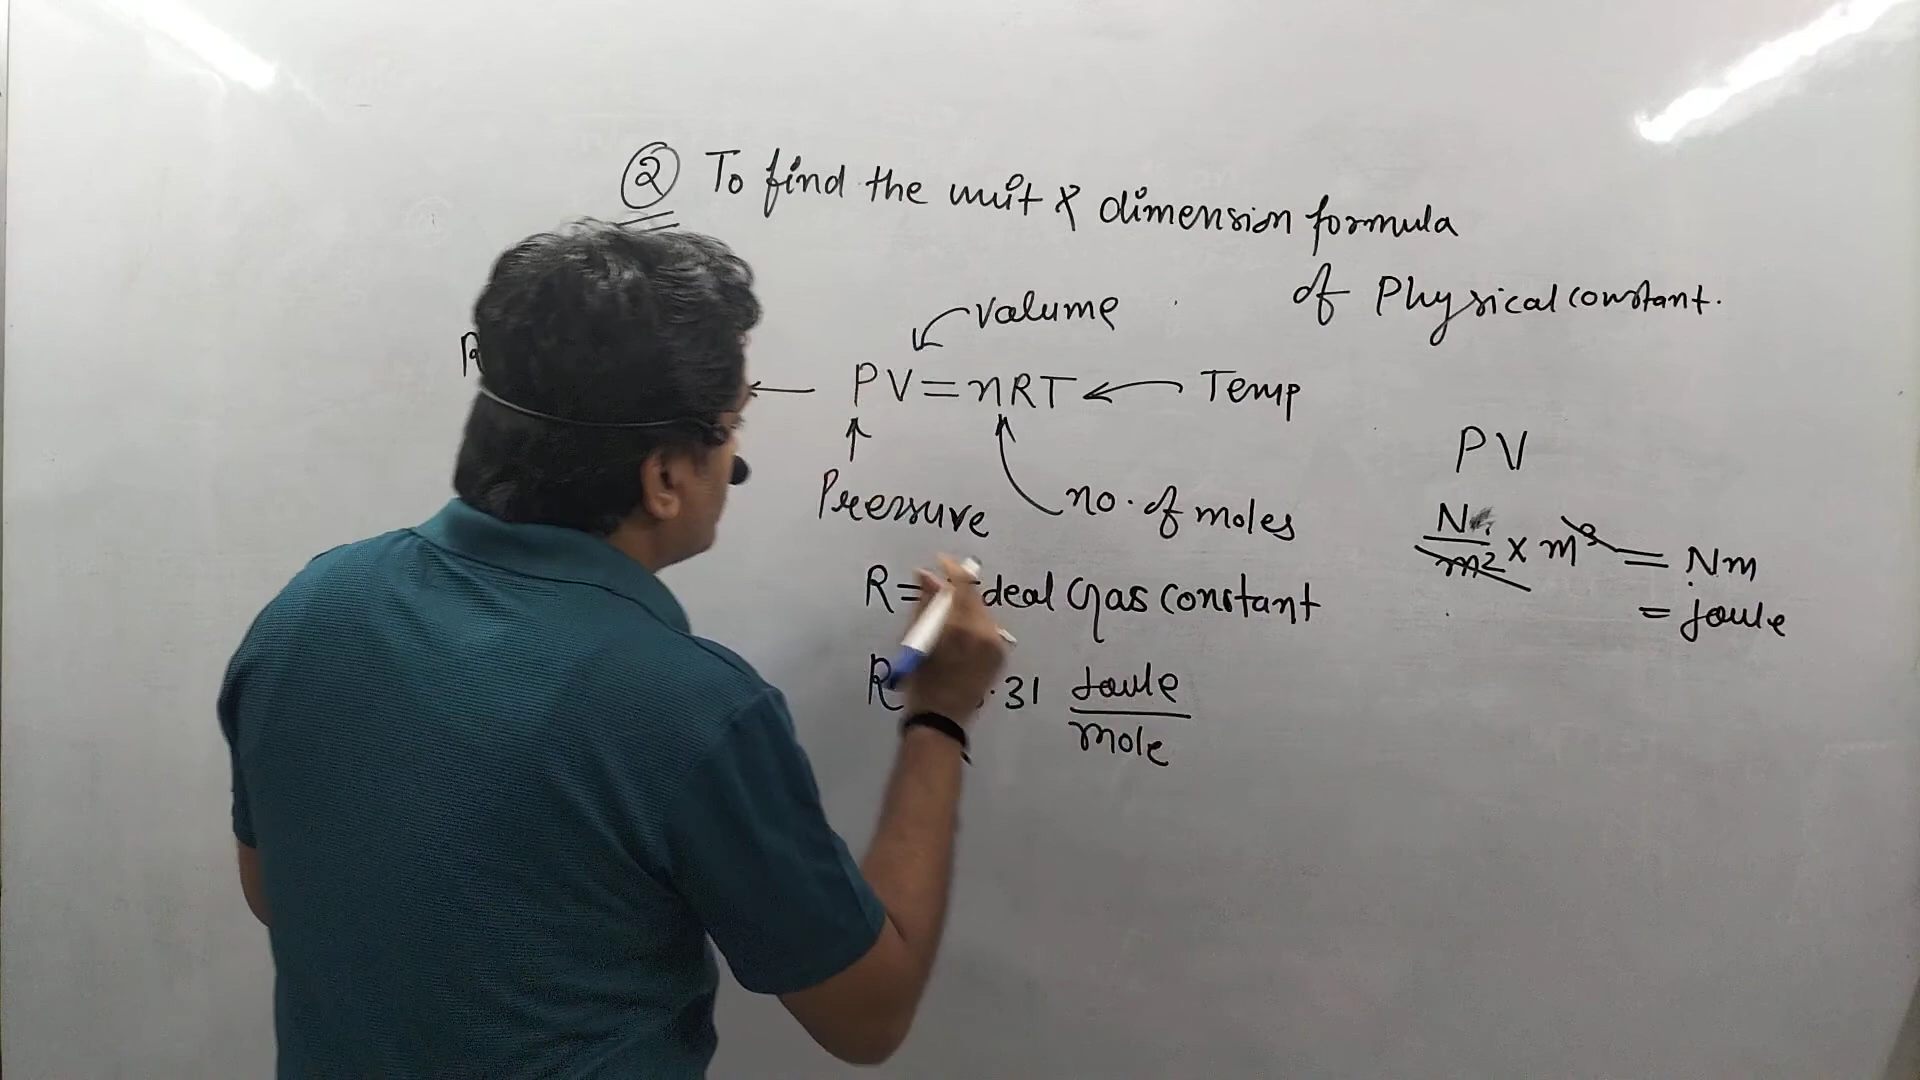 ② To find the unit & dimension formula
of Physical constant.
Valume
R
← PV = nRT ← Temp
Pressure
no. of moles
R = Ideal Gas constant
R .31 Joule/mole
PV
N/m² × m³ = Nm
= Joule